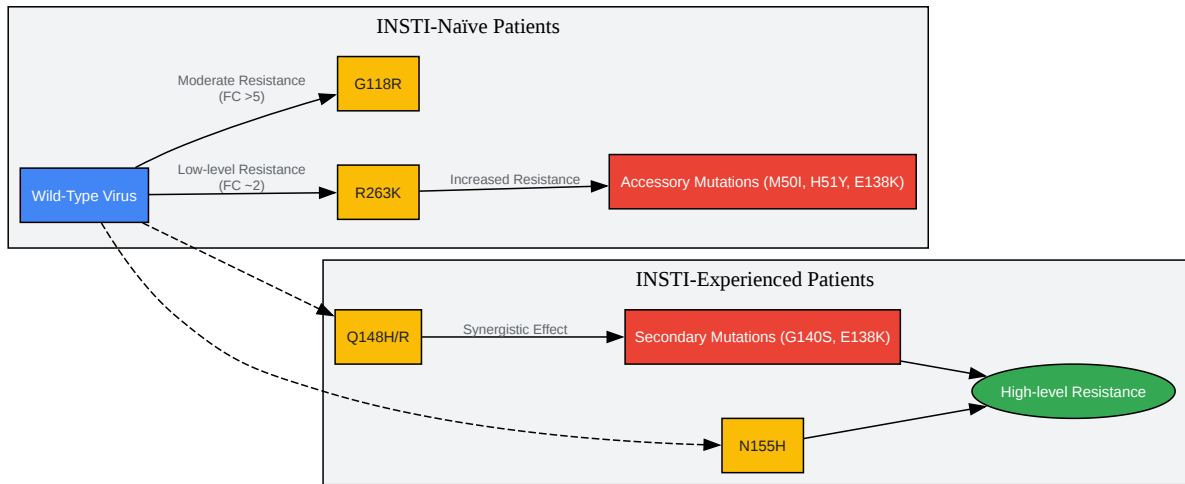 INSTI-Naïve Patients
Moderate Resistance
(FC >5)
G118R
Wild-Type Virus
Low-level Resistance
(FC ~2)
R263K
Increased Resistance
Accessory Mutations (M50I, H51Y, E138K)
INSTI-Experienced Patients
Q148H/R
Synergistic Effect
Secondary Mutations (G140S, E138K)
High-level Resistance
N155H